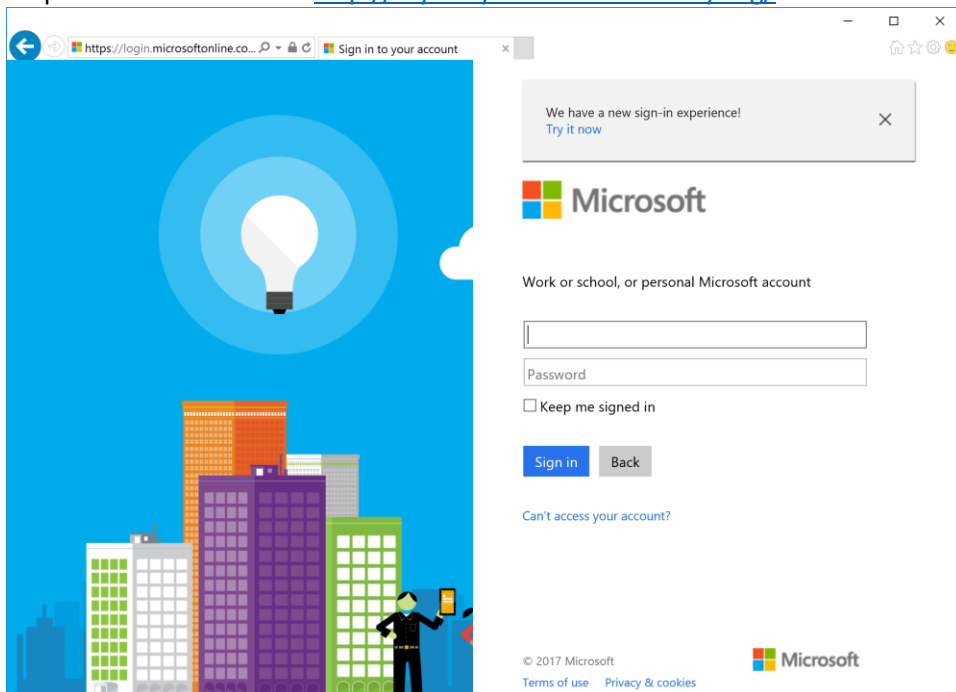 https://login.microsoftonline.co...
Sign in to your account
We have a new sign-in experience!
Try it now
Microsoft
Work or school, or personal Microsoft account
Password
Keep me signed in
Sign in
Back
Can't access your account?
© 2017 Microsoft
Microsoft
Terms of use Privacy & cookies